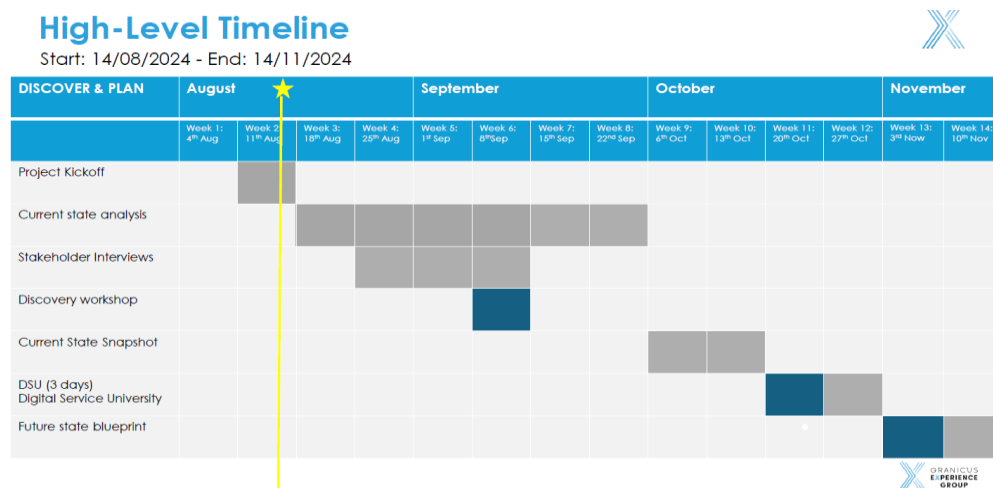 High-Level Timeline
Start: 14/08/2024 - End: 14/11/2024
DISCOVER & PLAN August September October November
Week 1: Week 2: Week 3: Week 4: Week 5: Week 6: Week 7: Week 8: Week 9: Week 10: Week 11: Week 12: Week 13: Week 14:
4th Aug 11th Aug 18th Aug 25th Aug 1st Sep 8thSep 15th Sep 22nd Sep 6th Oct 13th Oct 20th Oct 27th Oct 3rd Now 10th Nov
Project Kickoff
Current state analysis
Stakeholder Interviews
Discovery workshop
Current State Snapshot
DSU (3 days)
Digital Service University
Future state blueprint
GRANICUS
EXPERIENCE
GROUP